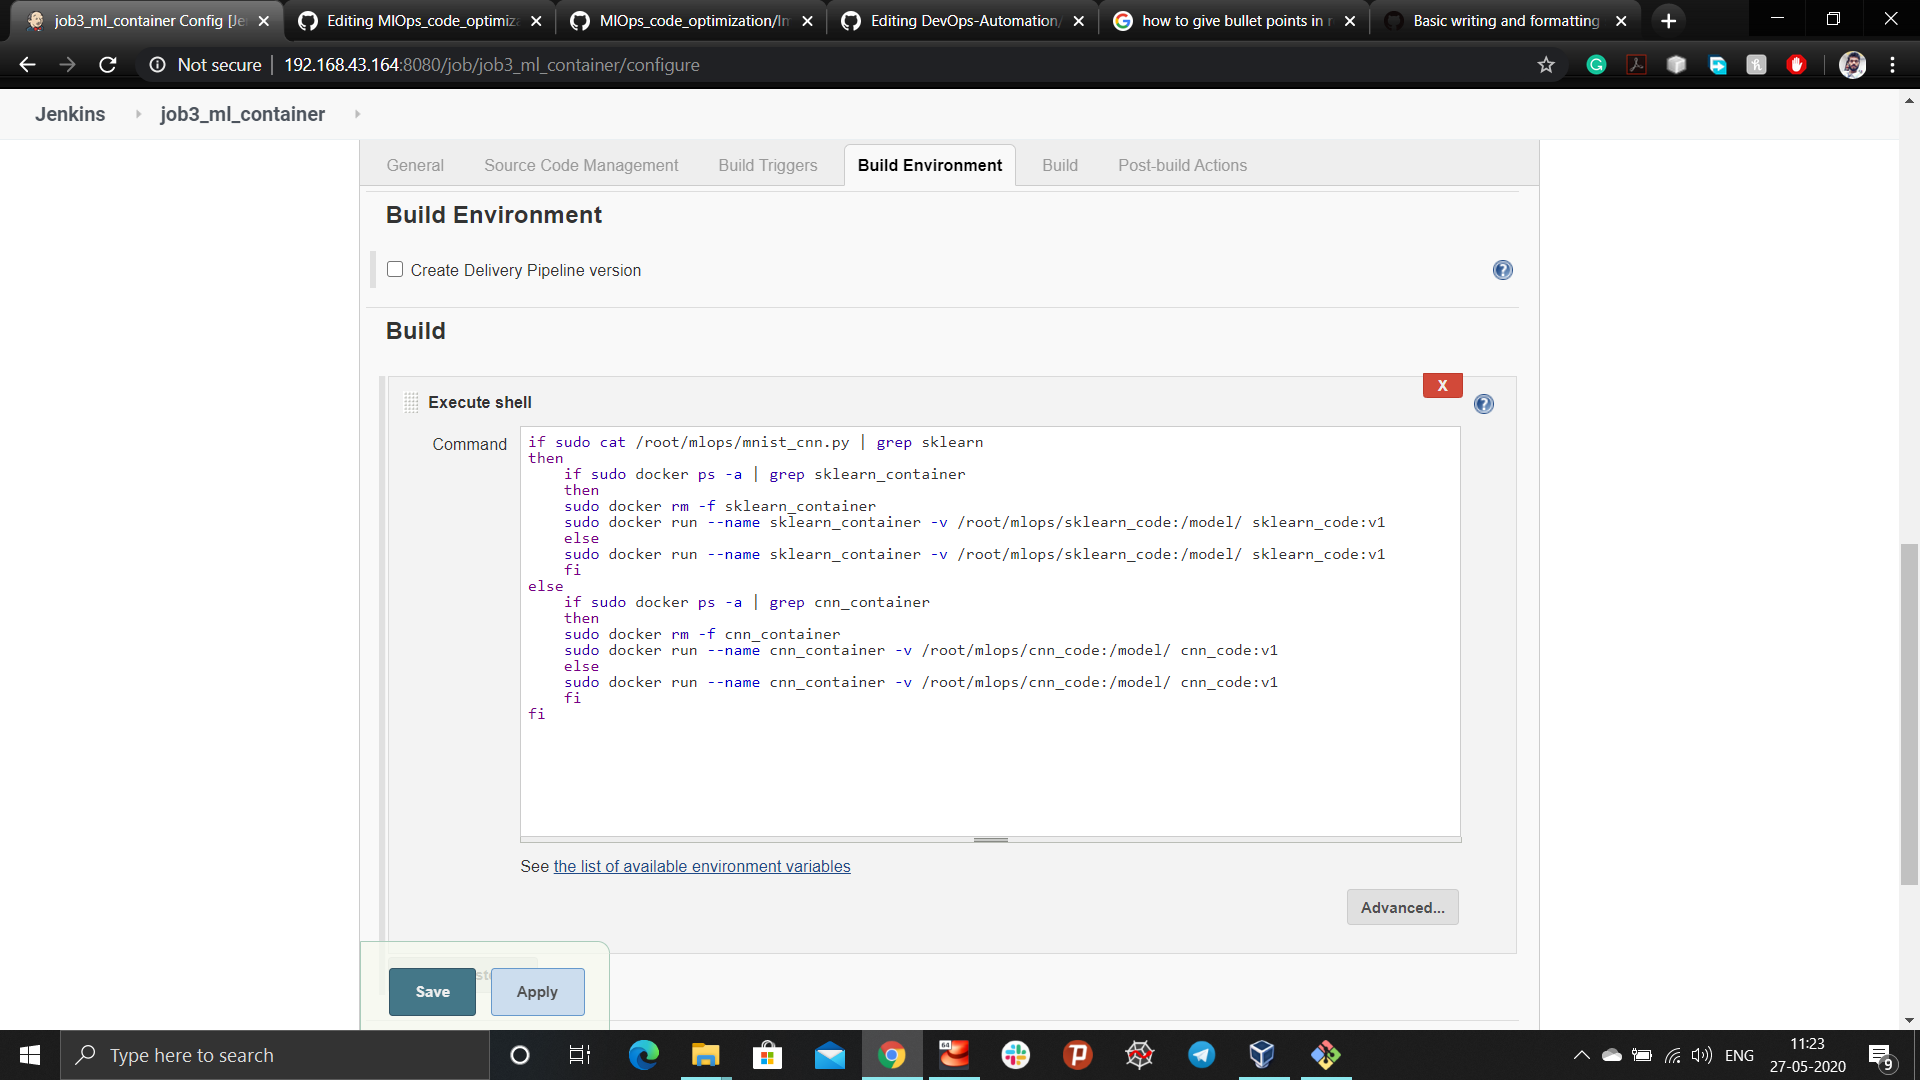 job3_ml_container Config [Je
Editing MlOps_code_optimiz
MlOps_code_optimization/Im
Editing DevOps-Automation/
how to give bullet points in r
Basic writing and formatting
Not secure
192.168.43.164:8080/job/job3_ml_container/configure
Jenkins
job3_ml_container
General
Source Code Management
Build Triggers
Build Environment
Build
Post-build Actions
Build Environment
Create Delivery Pipeline version
Build
X
Execute shell
Command
if sudo cat /root/mlops/mnist_cnn.py | grep sklearn
then
if sudo docker ps -a | grep sklearn_container
then
sudo docker rm -f sklearn_container
sudo docker run --name sklearn_container -v /root/mlops/sklearn_code:/model/ sklearn_code:v1
else
sudo docker run --name sklearn_container -v /root/mlops/sklearn_code:/model/ sklearn_code:v1
fi
else
if sudo docker ps -a | grep cnn_container
then
sudo docker rm -f cnn_container
sudo docker run --name cnn_container -v /root/mlops/cnn_code:/model/ cnn_code:v1
else
sudo docker run --name cnn_container -v /root/mlops/cnn_code:/model/ cnn_code:v1
fi
fi
See the list of available environment variables
Advanced...
Save
Apply
Type here to search
64
ENG
11:23
27-05-2020
9